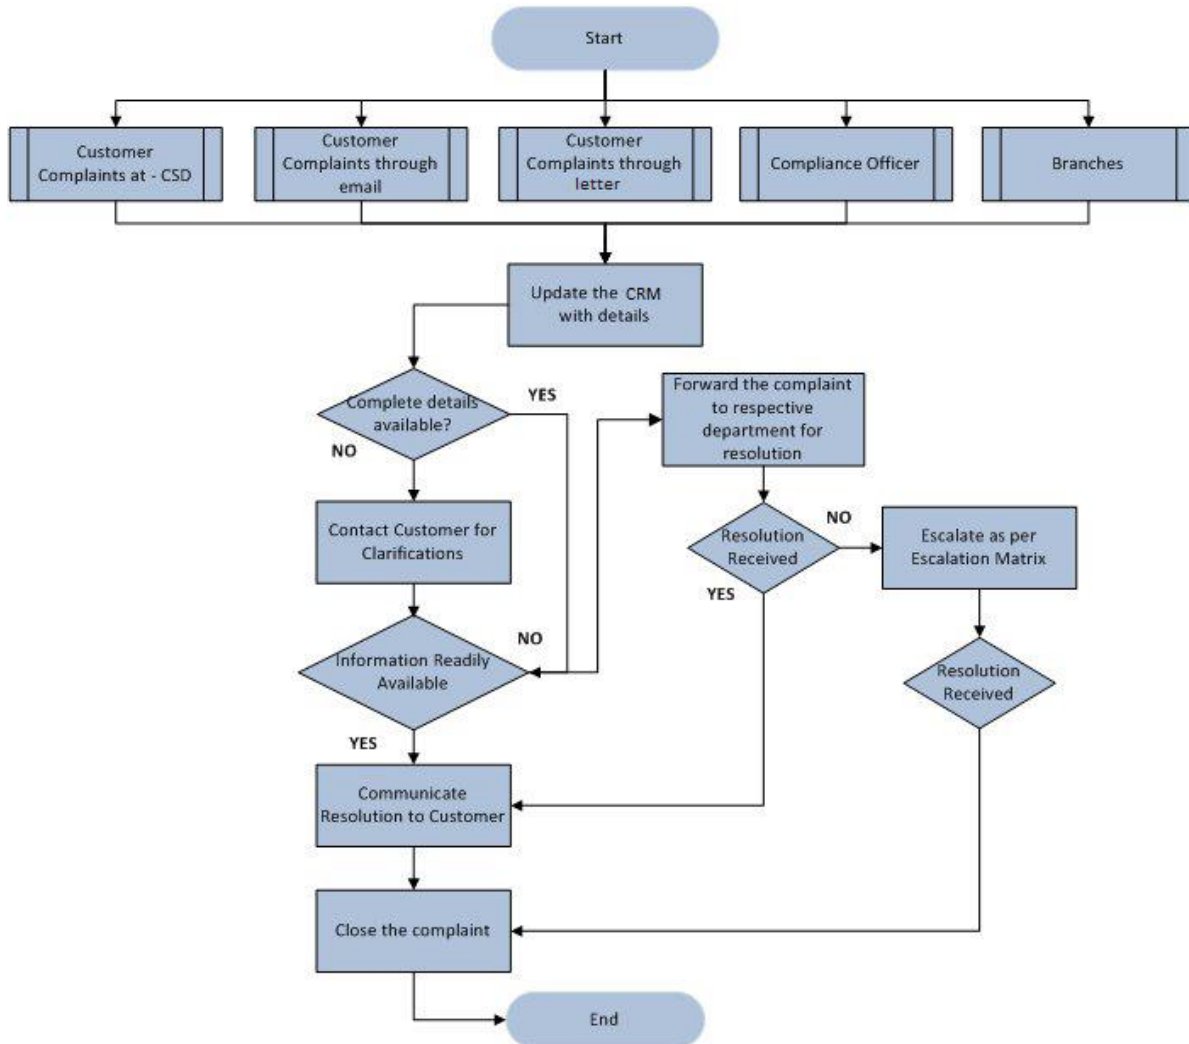 Start
Customer
Complaints at - CSD
Customer
Complaints through
email
Customer
Complaints through
letter
Compliance Officer
Branches
Update the CRM
with details
Complete details
available?
YES
NO
Forward the complaint
to respective
department for
resolution
Contact Customer for
Clarifications
Resolution
Received
NO
YES
Escalate as per
Escalation Matrix
Information Readily
Available
NO
YES
Resolution
Received
Communicate
Resolution to Customer
Close the complaint
End